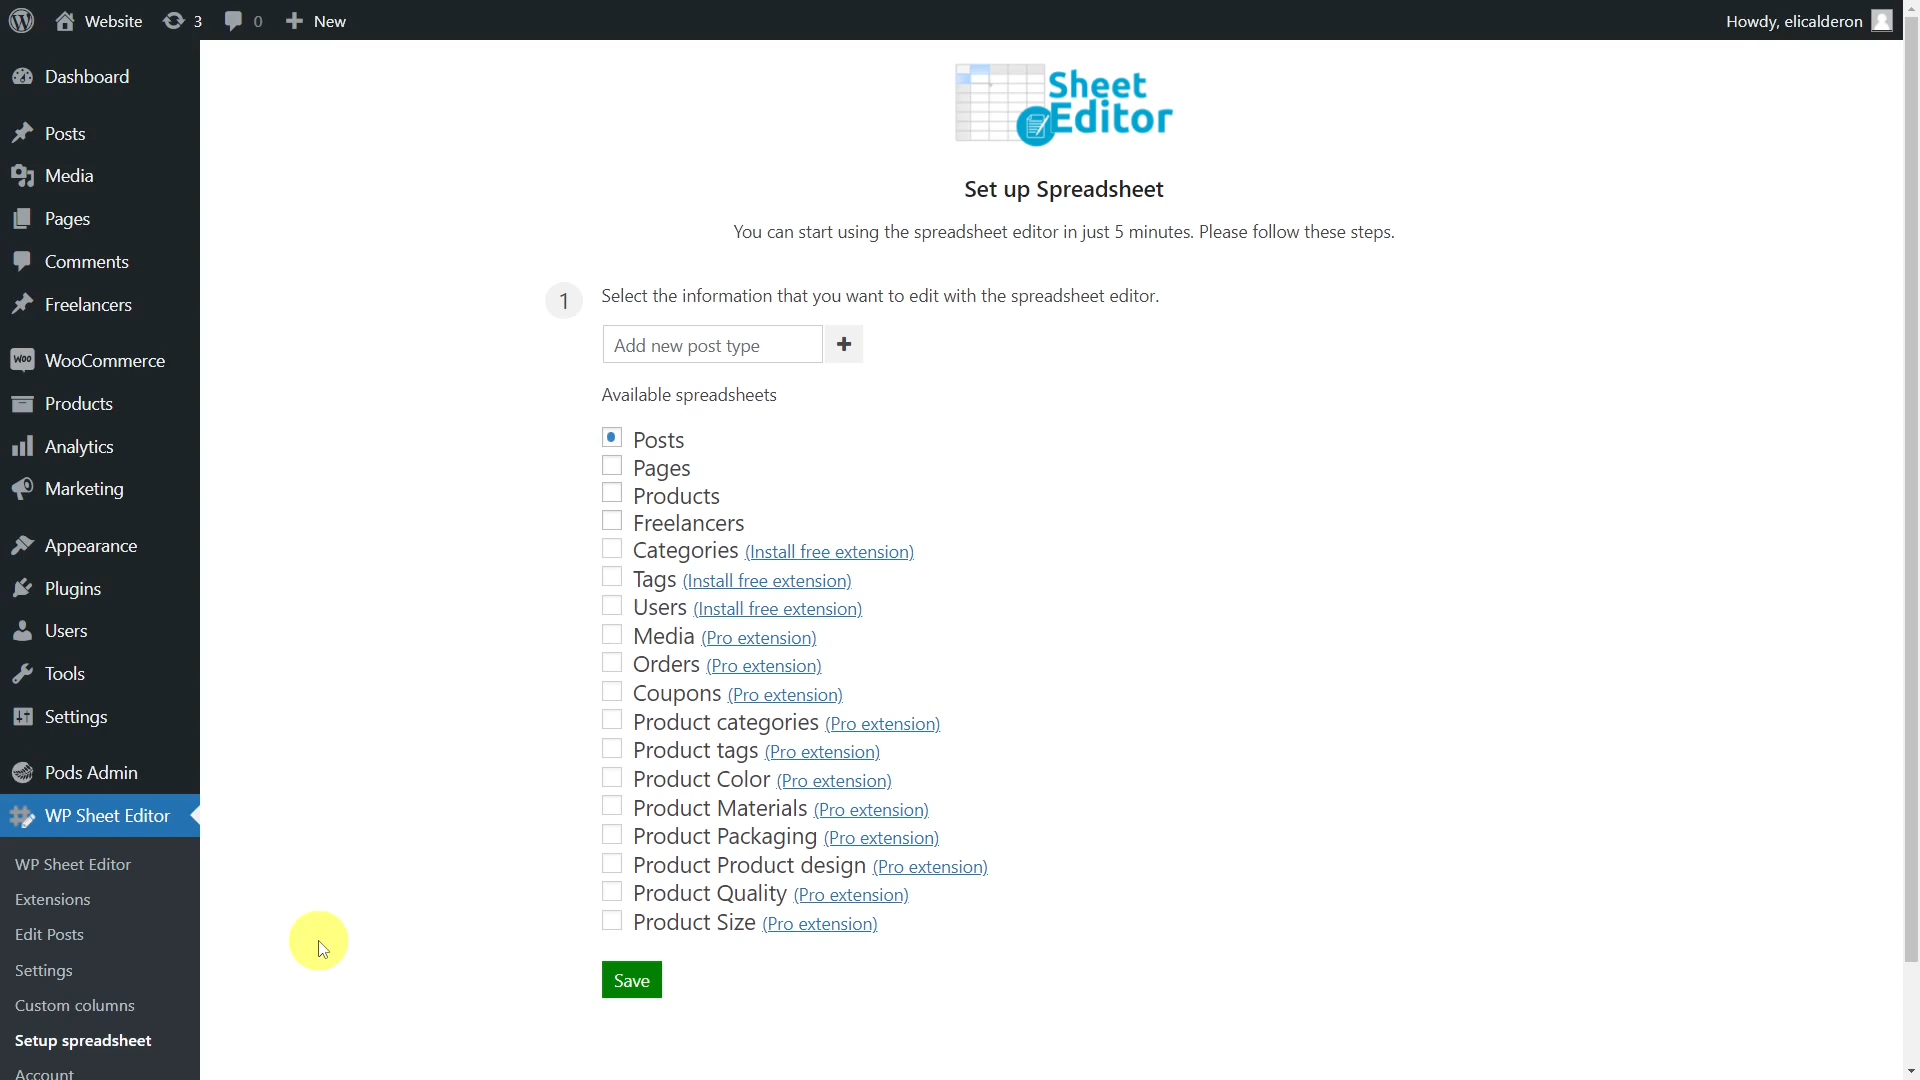 Website 3 0 New
Howdy, elicalderon
Dashboard
Posts
Media
Pages
Comments
Freelancers
Woo WooCommerce
Products
Analytics
Marketing
Appearance
Plugins
Users
Tools
Settings
Pods Admin
WP Sheet Editor
WP Sheet Editor
Extensions
Edit Posts
Settings
Custom columns
Setup spreadsheet
Account
Sheet
Editor
Set up Spreadsheet
You can start using the spreadsheet editor in just 5 minutes. Please follow these steps.
1 Select the information that you want to edit with the spreadsheet editor.
Add new post type +
Available spreadsheets
Posts
Pages
Products
Freelancers
Categories (Install free extension)
Tags (Install free extension)
Users (Install free extension)
Media (Pro extension)
Orders (Pro extension)
Coupons (Pro extension)
Product categories (Pro extension)
Product tags (Pro extension)
Product Color (Pro extension)
Product Materials (Pro extension)
Product Packaging (Pro extension)
Product Product design (Pro extension)
Product Quality (Pro extension)
Product Size (Pro extension)
Save